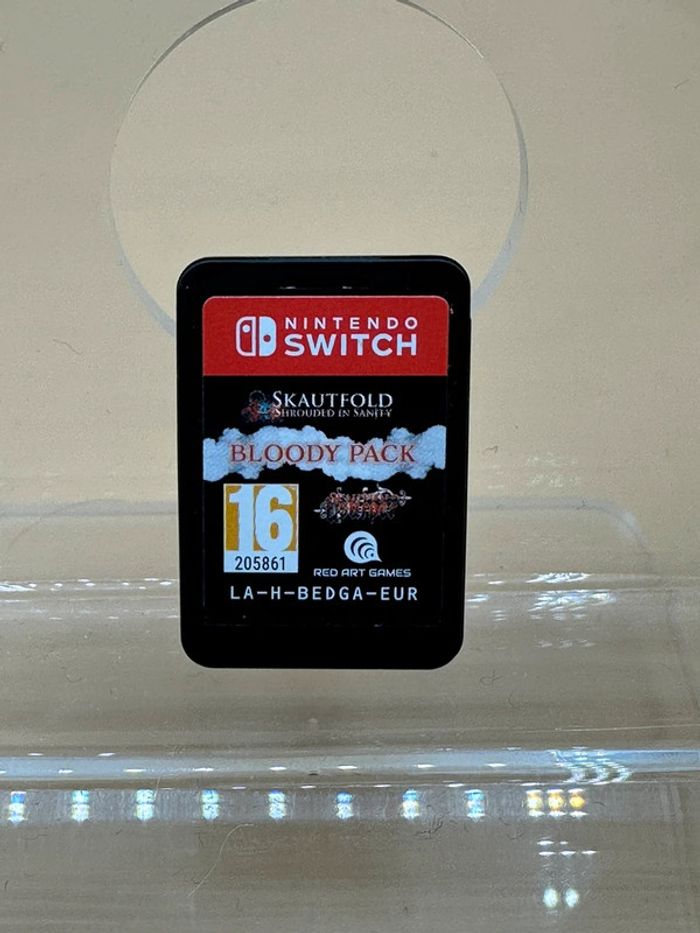 NINTENDO
SWITCH
SKAUTFOLD
SHROUDED IN SANITY
BLOODY PACK
16
205861
RED ART GAMES
LA-H-BEDGA-EUR